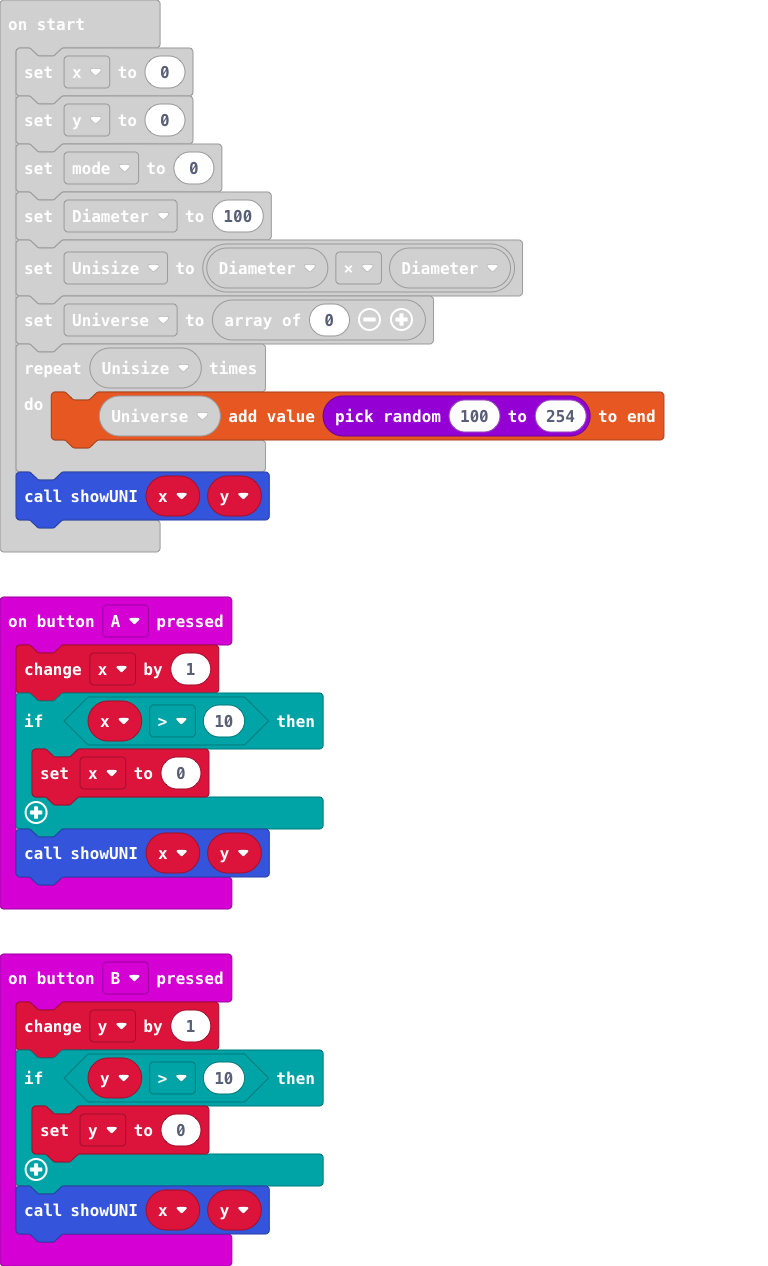 on start
set x to 0
set y to 0
set mode to 0
set Diameter to 100
set Unisize to Diameter × Diameter
set Universe to array of 0
repeat Unisize times
do Universe add value pick random 100 to 254 to end
call showUNI x y
on button A pressed
change x by 1
if x > 10 then
set x to 0
call showUNI x y
on button B pressed
change y by 1
if y > 10 then
set y to 0
call showUNI x y